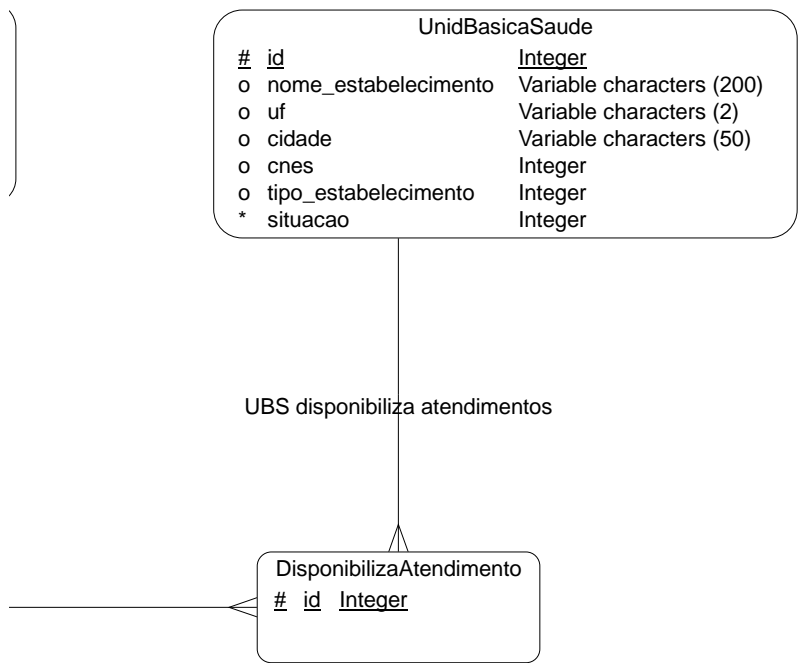 UnidBasicaSaude
# id Integer
o nome_estabelecimento Variable characters (200)
o uf Variable characters (2)
o cidade Variable characters (50)
o cnes Integer
o tipo_estabelecimento Integer
* situacao Integer
UBS disponibiliza atendimentos
DisponibilizaAtendimento
# id Integer